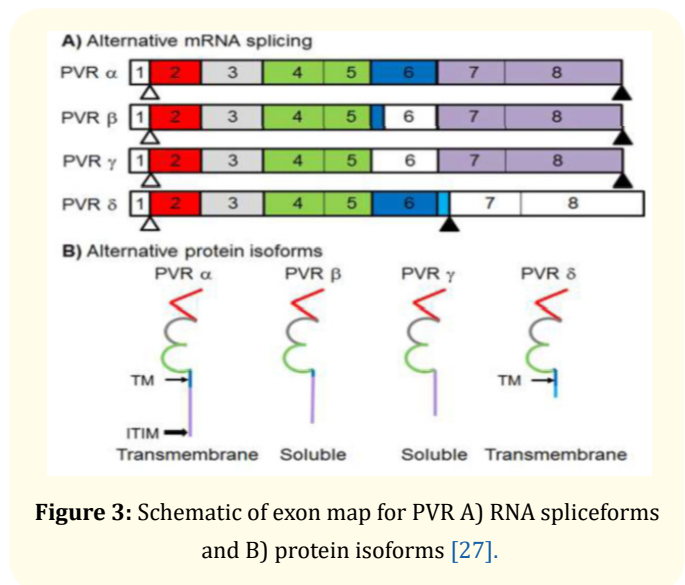 A) Alternative mRNA splicing
PVR α 1 2 3 4 5 6 7 8
PVR β 1 2 3 4 5 6 7 8
PVR γ 1 2 3 4 5 6 7 8
PVR δ 1 2 3 4 5 6 7 8
B) Alternative protein isoforms
PVR α PVR β PVR γ PVR δ
TM TM
ITIM
Transmembrane Soluble Soluble Transmembrane
Figure 3: Schematic of exon map for PVR A) RNA spliceforms
and B) protein isoforms [27].